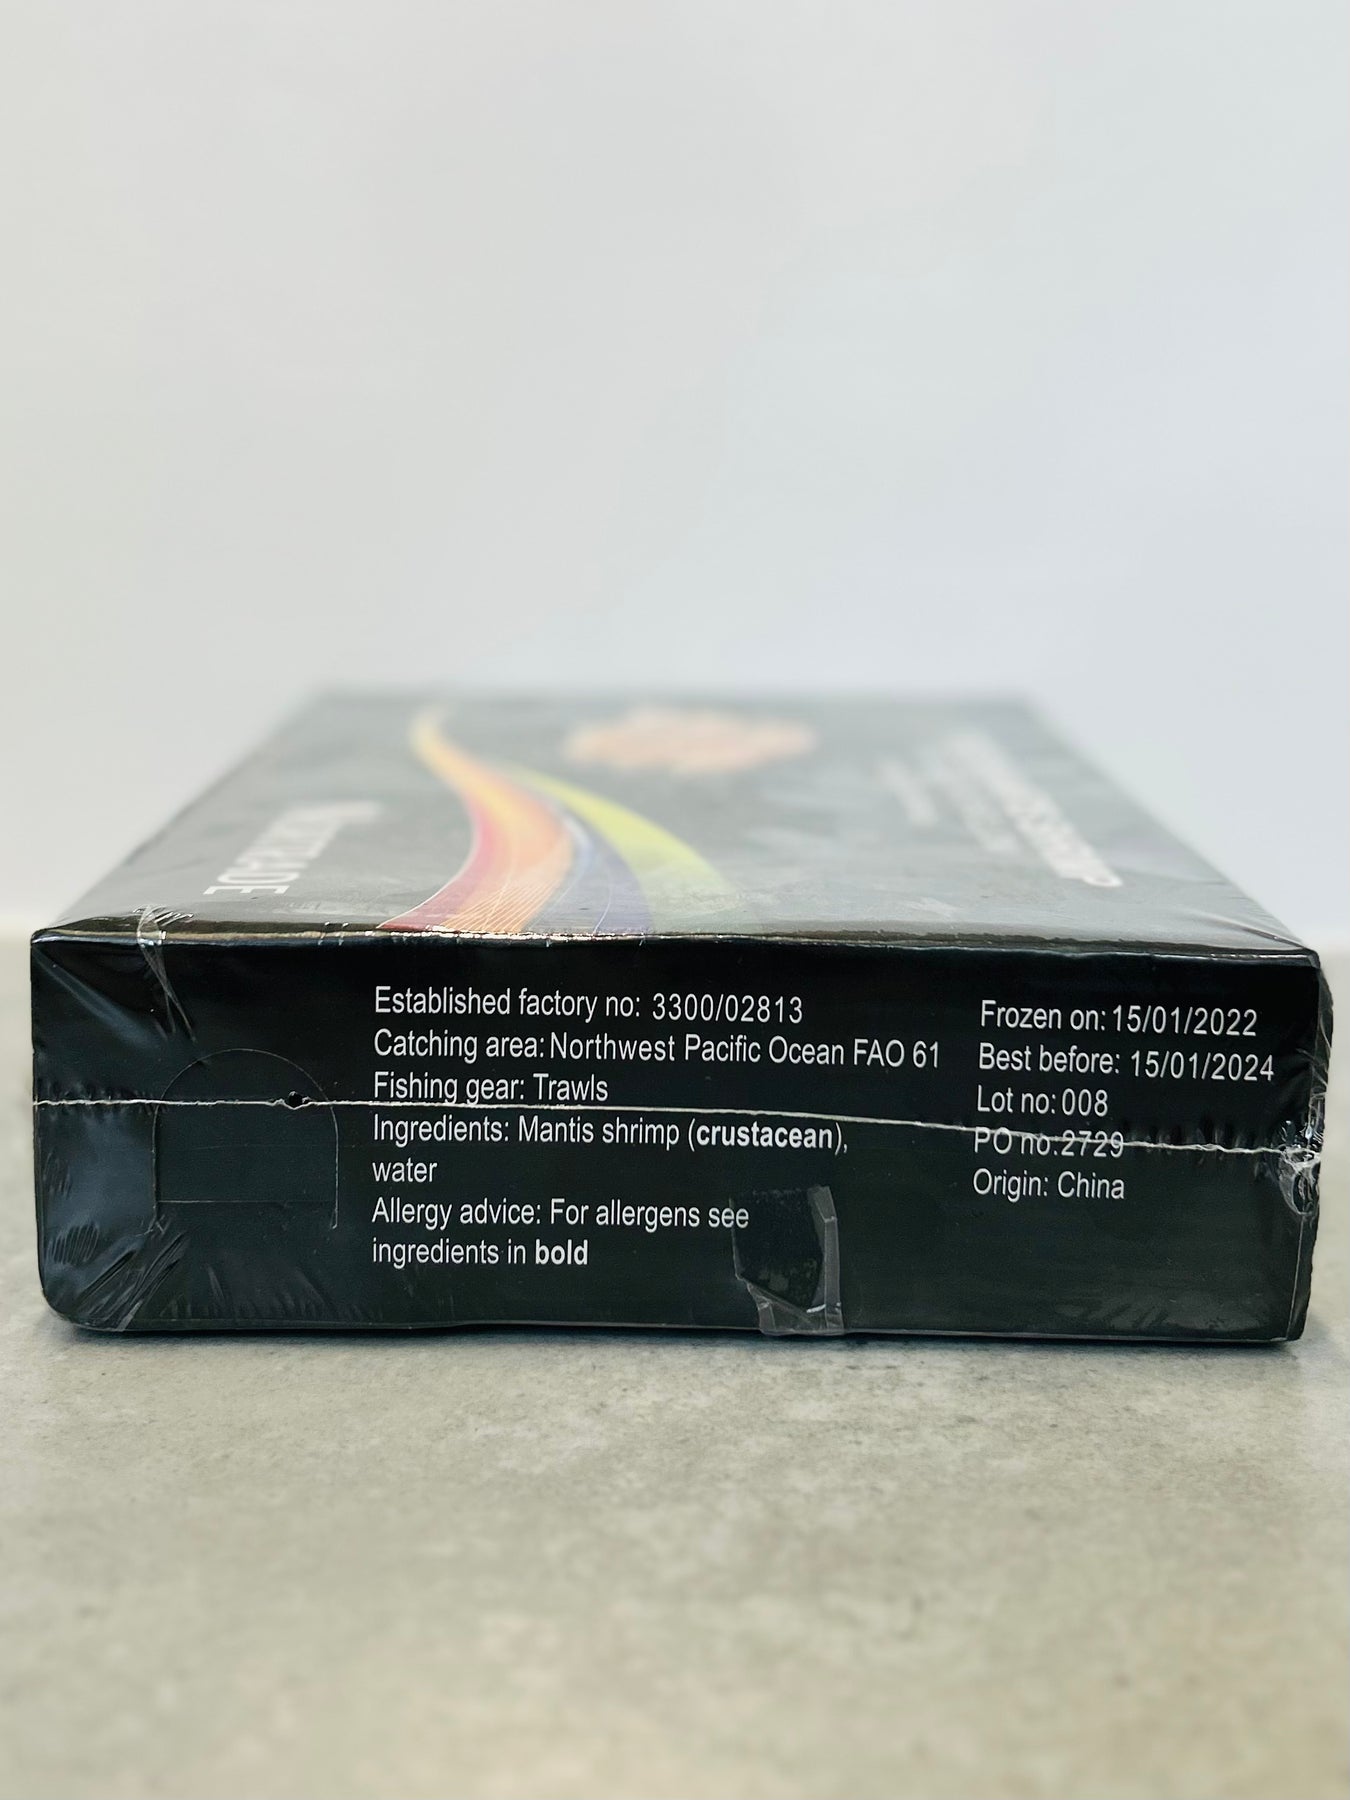 Established factory no: 3300/02813
Catching area: Northwest Pacific Ocean FAO 61
Fishing gear: Trawls
Ingredients: Mantis shrimp (crustacean),
water
Allergy advice: For allergens see
ingredients in bold
Frozen on: 15/01/2022
Best before: 15/01/2024
Lot no: 008
PO no: 2729
Origin: China